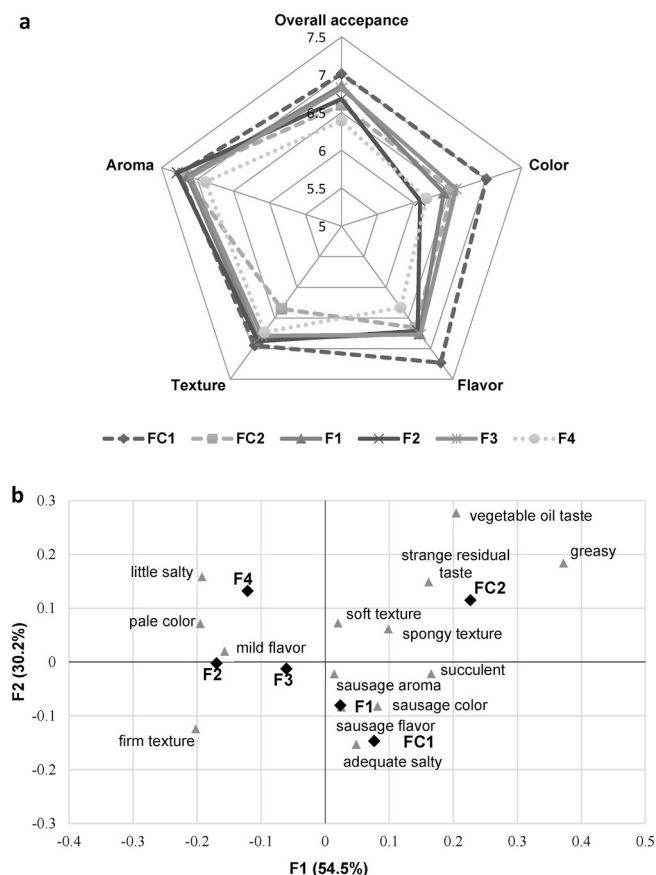 a
Overall accepance
7.5
7
6.5
6
5.5
5
Aroma
Color
Texture
Flavor
FC1 FC2 F1 F2 F3 F4
b
0.3
0.2
0.1
0
-0.1
-0.2
-0.3
F2 (30.2%)
vegetable oil taste
strange residual
taste
greasy
little salty
F4
FC2
pale color
soft texture
spongy texture
mild flavor
F2
F3
succulent
sausage aroma
F1
sausage color
firm texture
sausage flavor
FC1
adequate salty
-0.4 -0.3 -0.2 -0.1 0 0.1 0.2 0.3 0.4 0.5
F1 (54.5%)